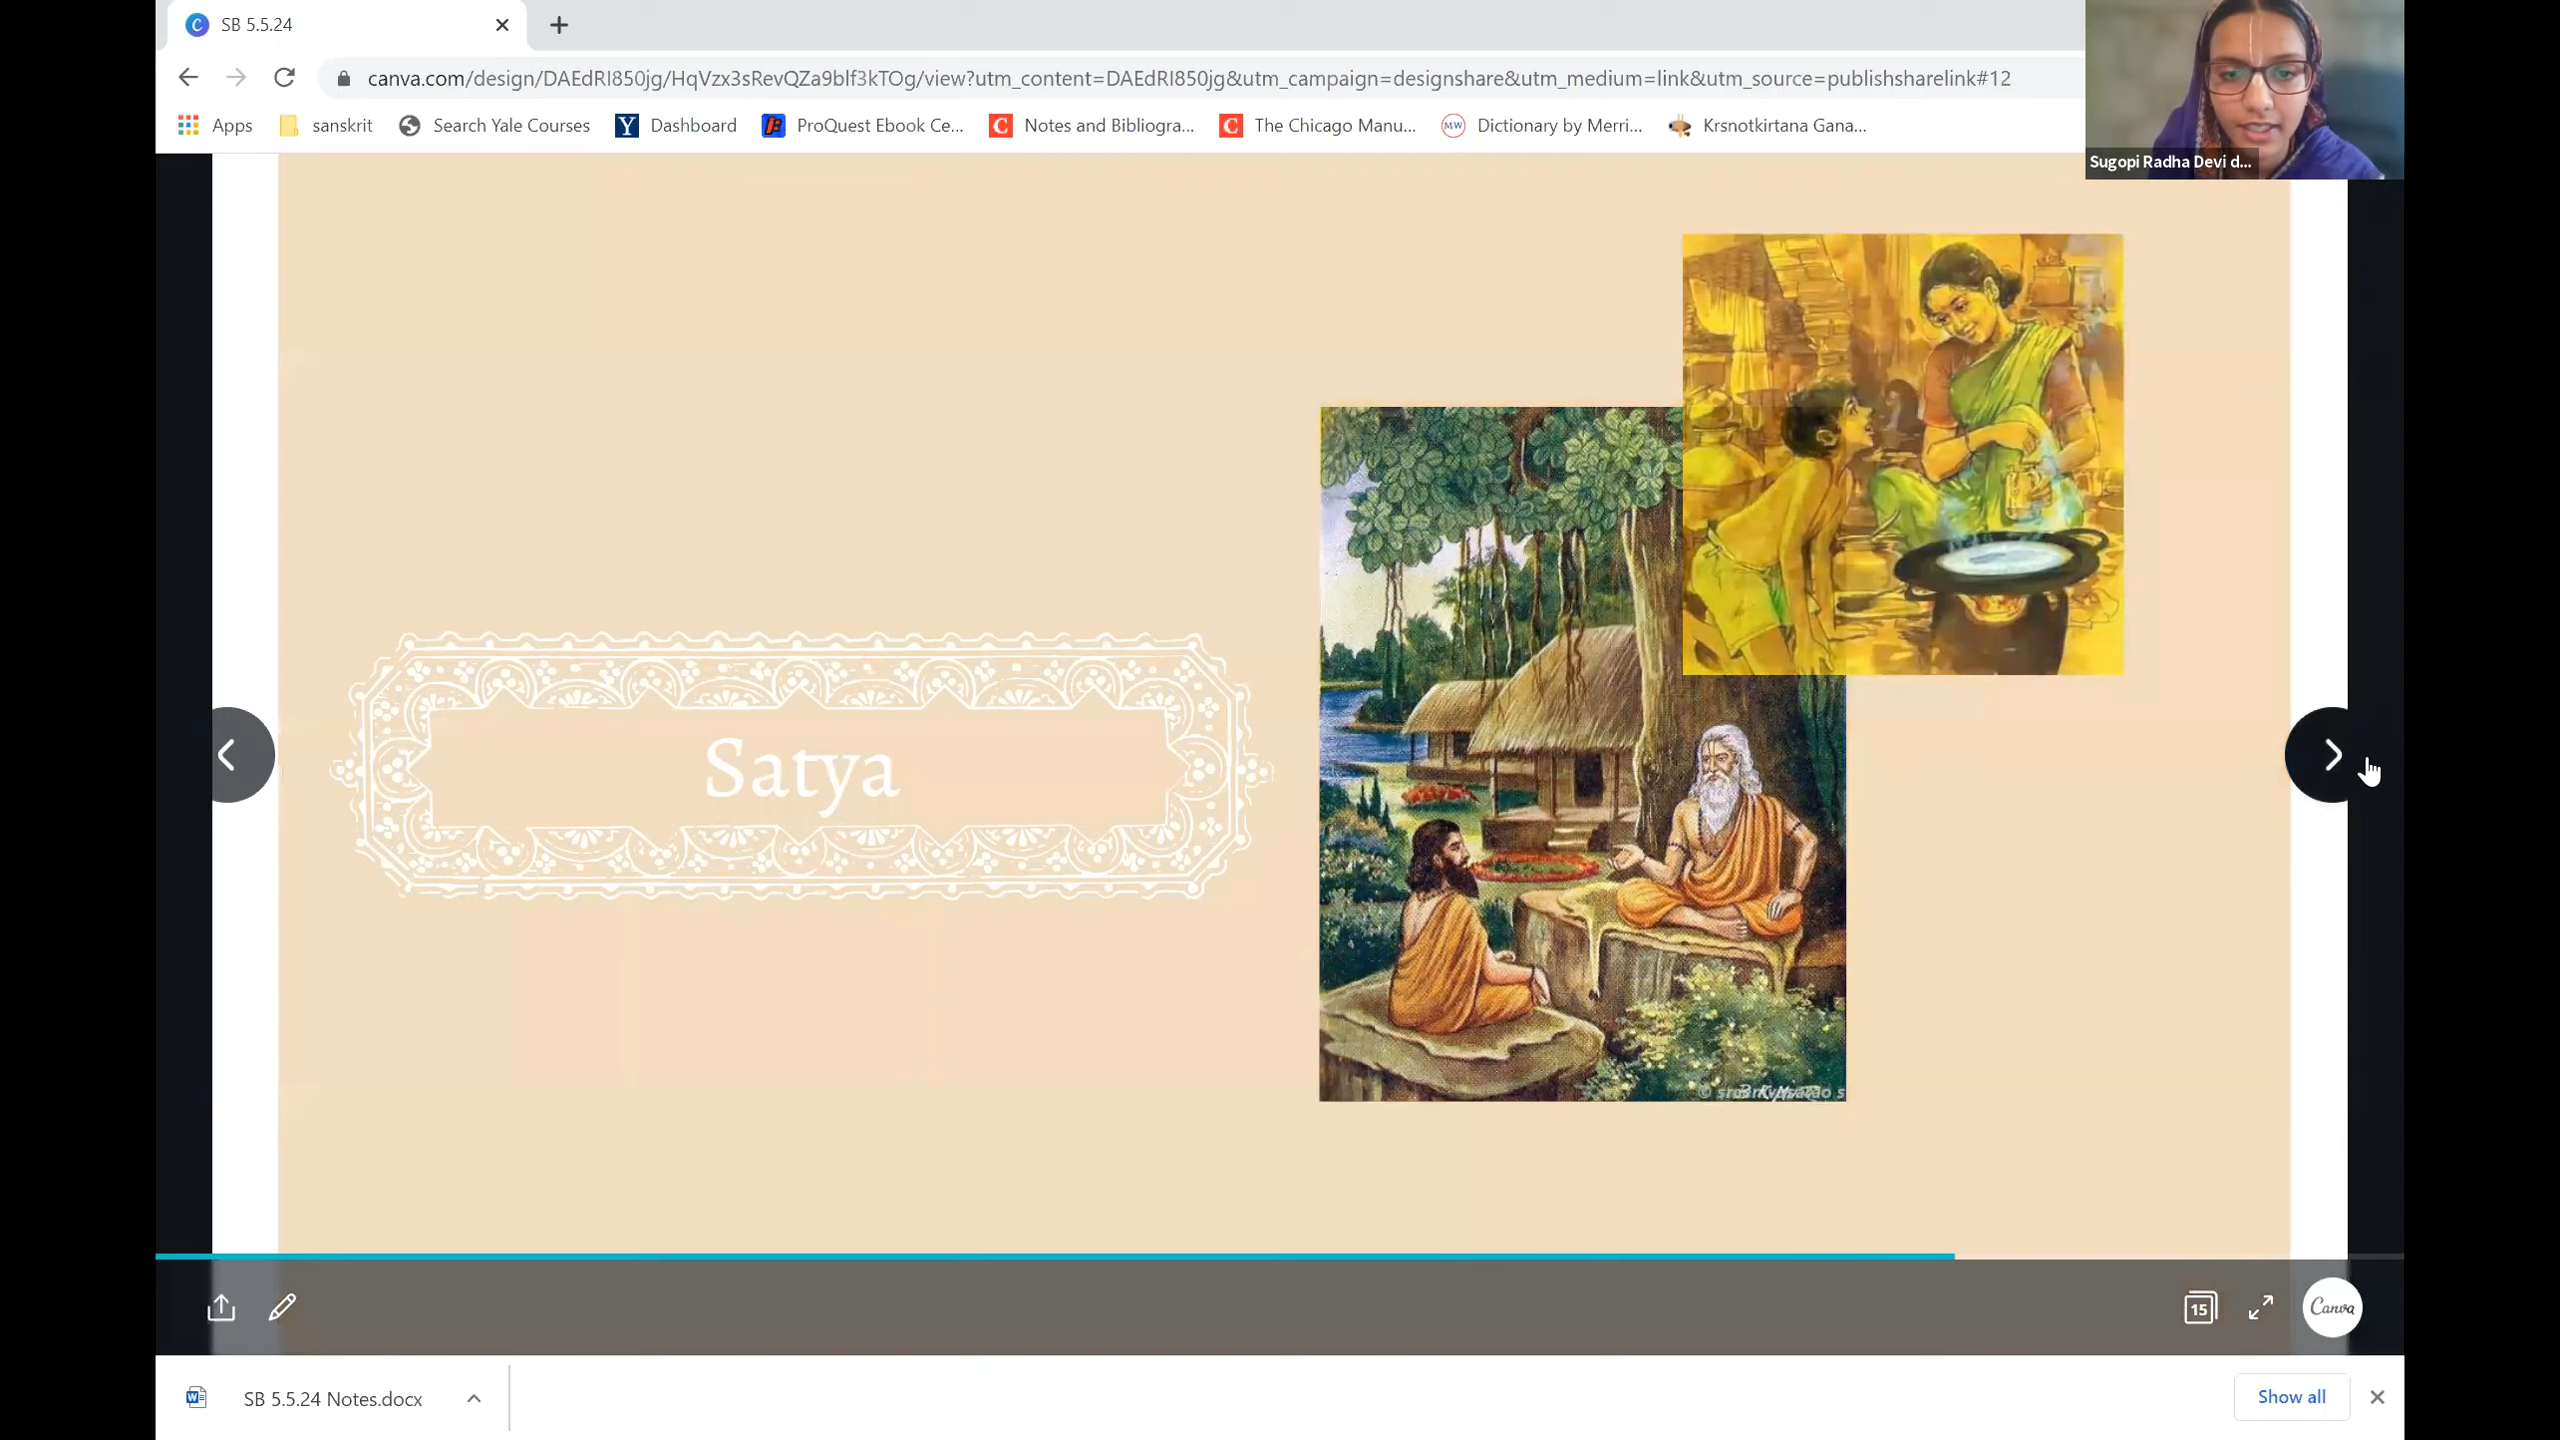 SB 5.5.24
canva.com/design/DAEdRI850jg/HqVzx3sRevQZa9blf3kTOg/view?utm_content=DAEdRI850jg&utm_campaign=designshare&utm_medium=link&utm_source=publishsharelink#12
Apps
sanskrit
Search Yale Courses
Y
Dashboard
ProQuest Ebook Ce...
C
Notes and Bibliogra...
C
The Chicago Manu...
MW
Dictionary by Merri...
Krsnotkirtana Gana...
Sugopi Radha Devi d...
Satya
15
Canva
SB 5.5.24 Notes.docx
Show all